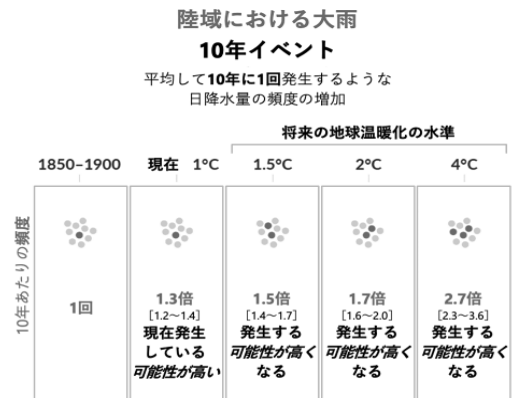 陸域における大雨
10年イベント
平均して10年に1回発生するような
日降水量の頻度の増加
将来の地球温暖化の水準
1850–1900 現在 1°C 1.5°C 2°C 4°C
10年あたりの頻度
1回
1.3倍
[1.2～1.4]
現在発生
している
可能性が高い
1.5倍
[1.4～1.7]
発生する
可能性が高く
なる
1.7倍
[1.6～2.0]
発生する
可能性が高く
なる
2.7倍
[2.3～3.6]
発生する
可能性が高く
なる